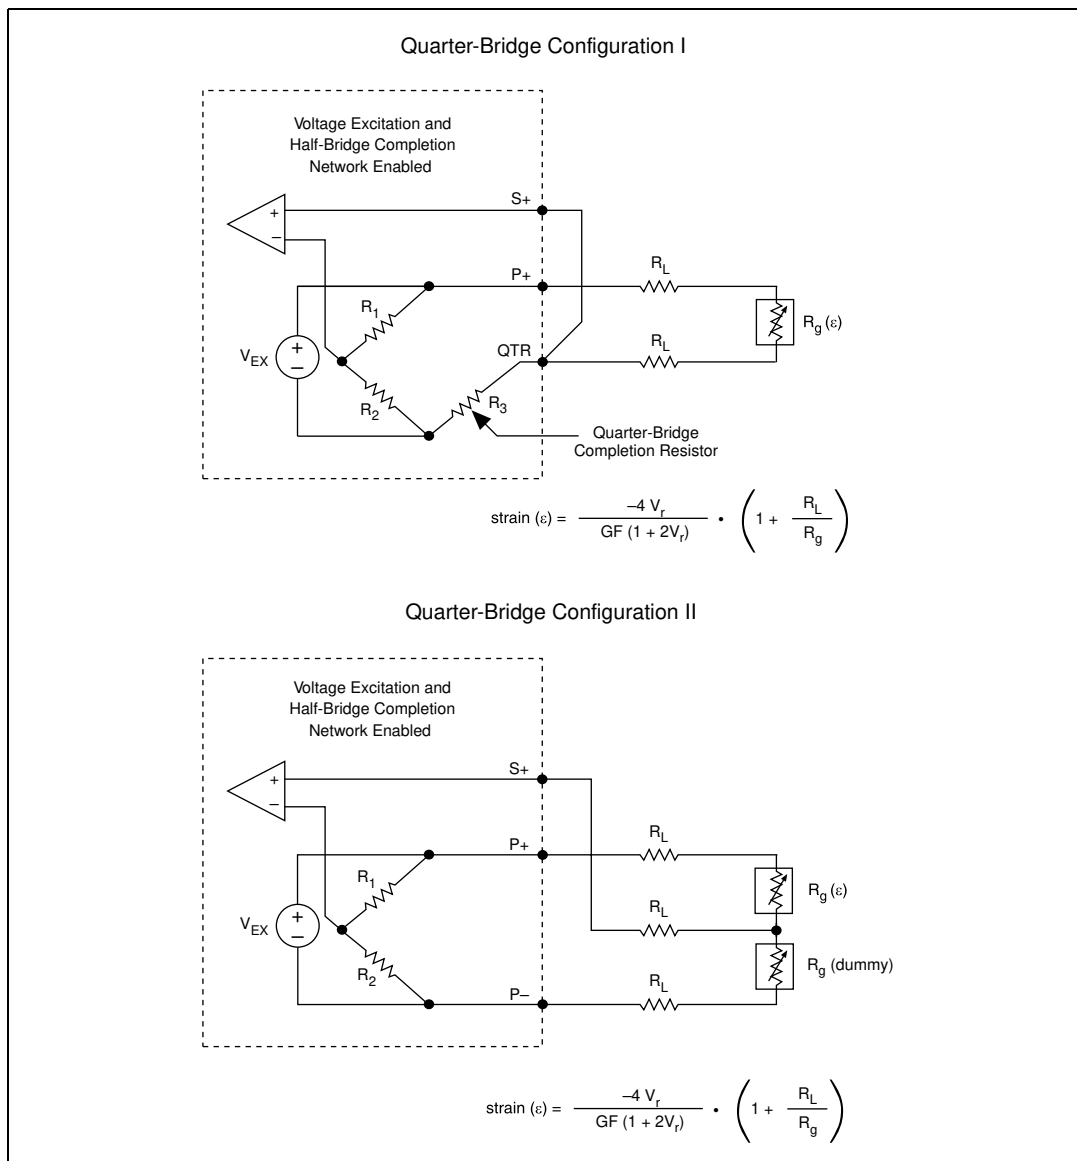 Quarter-Bridge Configuration I
Voltage Excitation and
Half-Bridge Completion
Network Enabled
S+
+
–
P+
R1
RL
Rg (ε)
VEX
+
–
QTR
RL
R2
R3
Quarter-Bridge
Completion Resistor
strain (ε) = –4 Vr / GF (1 + 2Vr) • (1 + RL / Rg)
Quarter-Bridge Configuration II
Voltage Excitation and
Half-Bridge Completion
Network Enabled
S+
+
–
P+
RL
R1
Rg (ε)
VEX
+
–
RL
R2
Rg (dummy)
P–
RL
strain (ε) = –4 Vr / GF (1 + 2Vr) • (1 + RL / Rg)